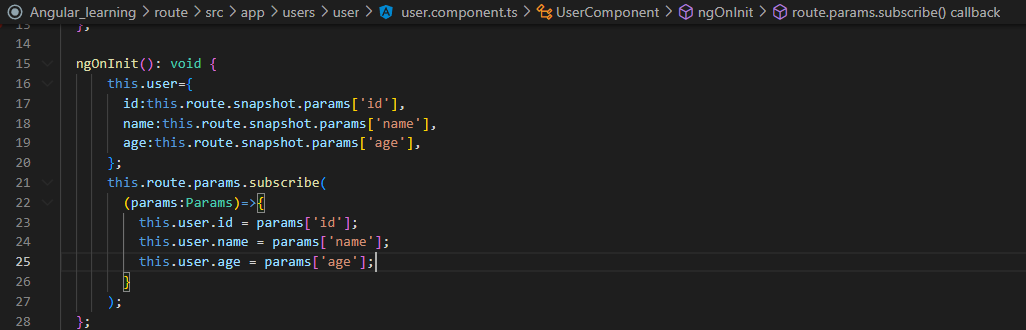 Angular_learning > route > src > app > users > user > user.component.ts > UserComponent > ngOnInit > route.params.subscribe() callback
13 };
14
15 ngOnInit(): void {
16 this.user={
17 id:this.route.snapshot.params['id'],
18 name:this.route.snapshot.params['name'],
19 age:this.route.snapshot.params['age'],
20 };
21 this.route.params.subscribe(
22 (params:Params)=>{
23 this.user.id = params['id'];
24 this.user.name = params['name'];
25 this.user.age = params['age'];
26 }
27 );
28 };